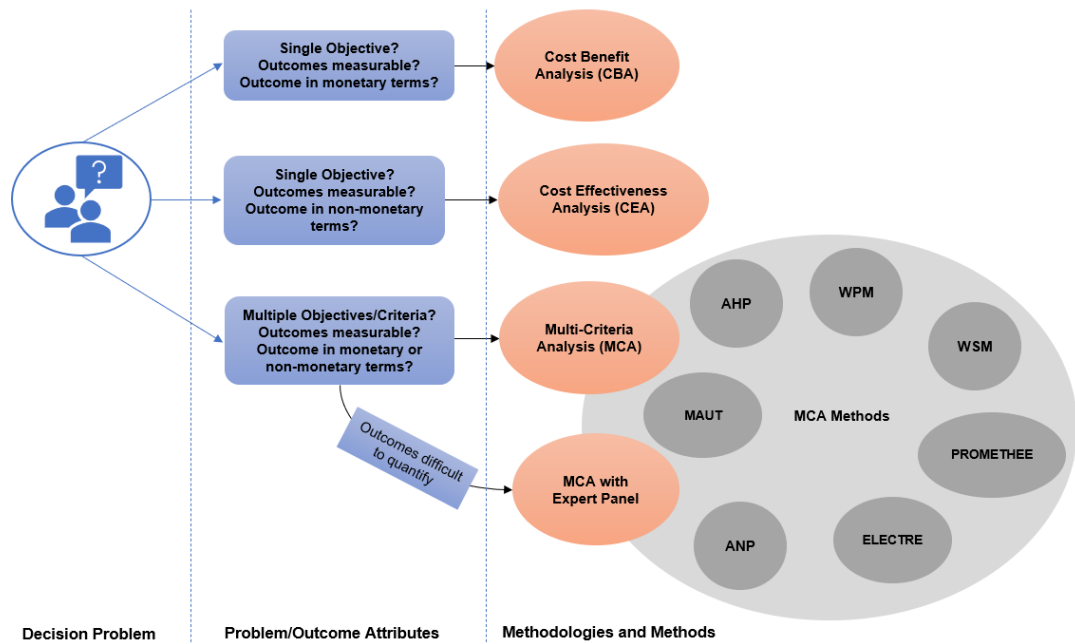 Single Objective?
Outcomes measurable?
Outcome in monetary terms?
Cost Benefit
Analysis (CBA)
?
Single Objective?
Outcomes measurable?
Outcome in non-monetary
terms?
Cost Effectiveness
Analysis (CEA)
Multiple Objectives/Criteria?
Outcomes measurable?
Outcome in monetary or
non-monetary terms?
Multi-Criteria
Analysis (MCA)
Outcomes difficult
to quantify
MCA with
Expert Panel
AHP
WPM
WSM
MAUT
MCA Methods
PROMETHEE
ELECTRE
ANP
Decision Problem
Problem/Outcome Attributes
Methodologies and Methods